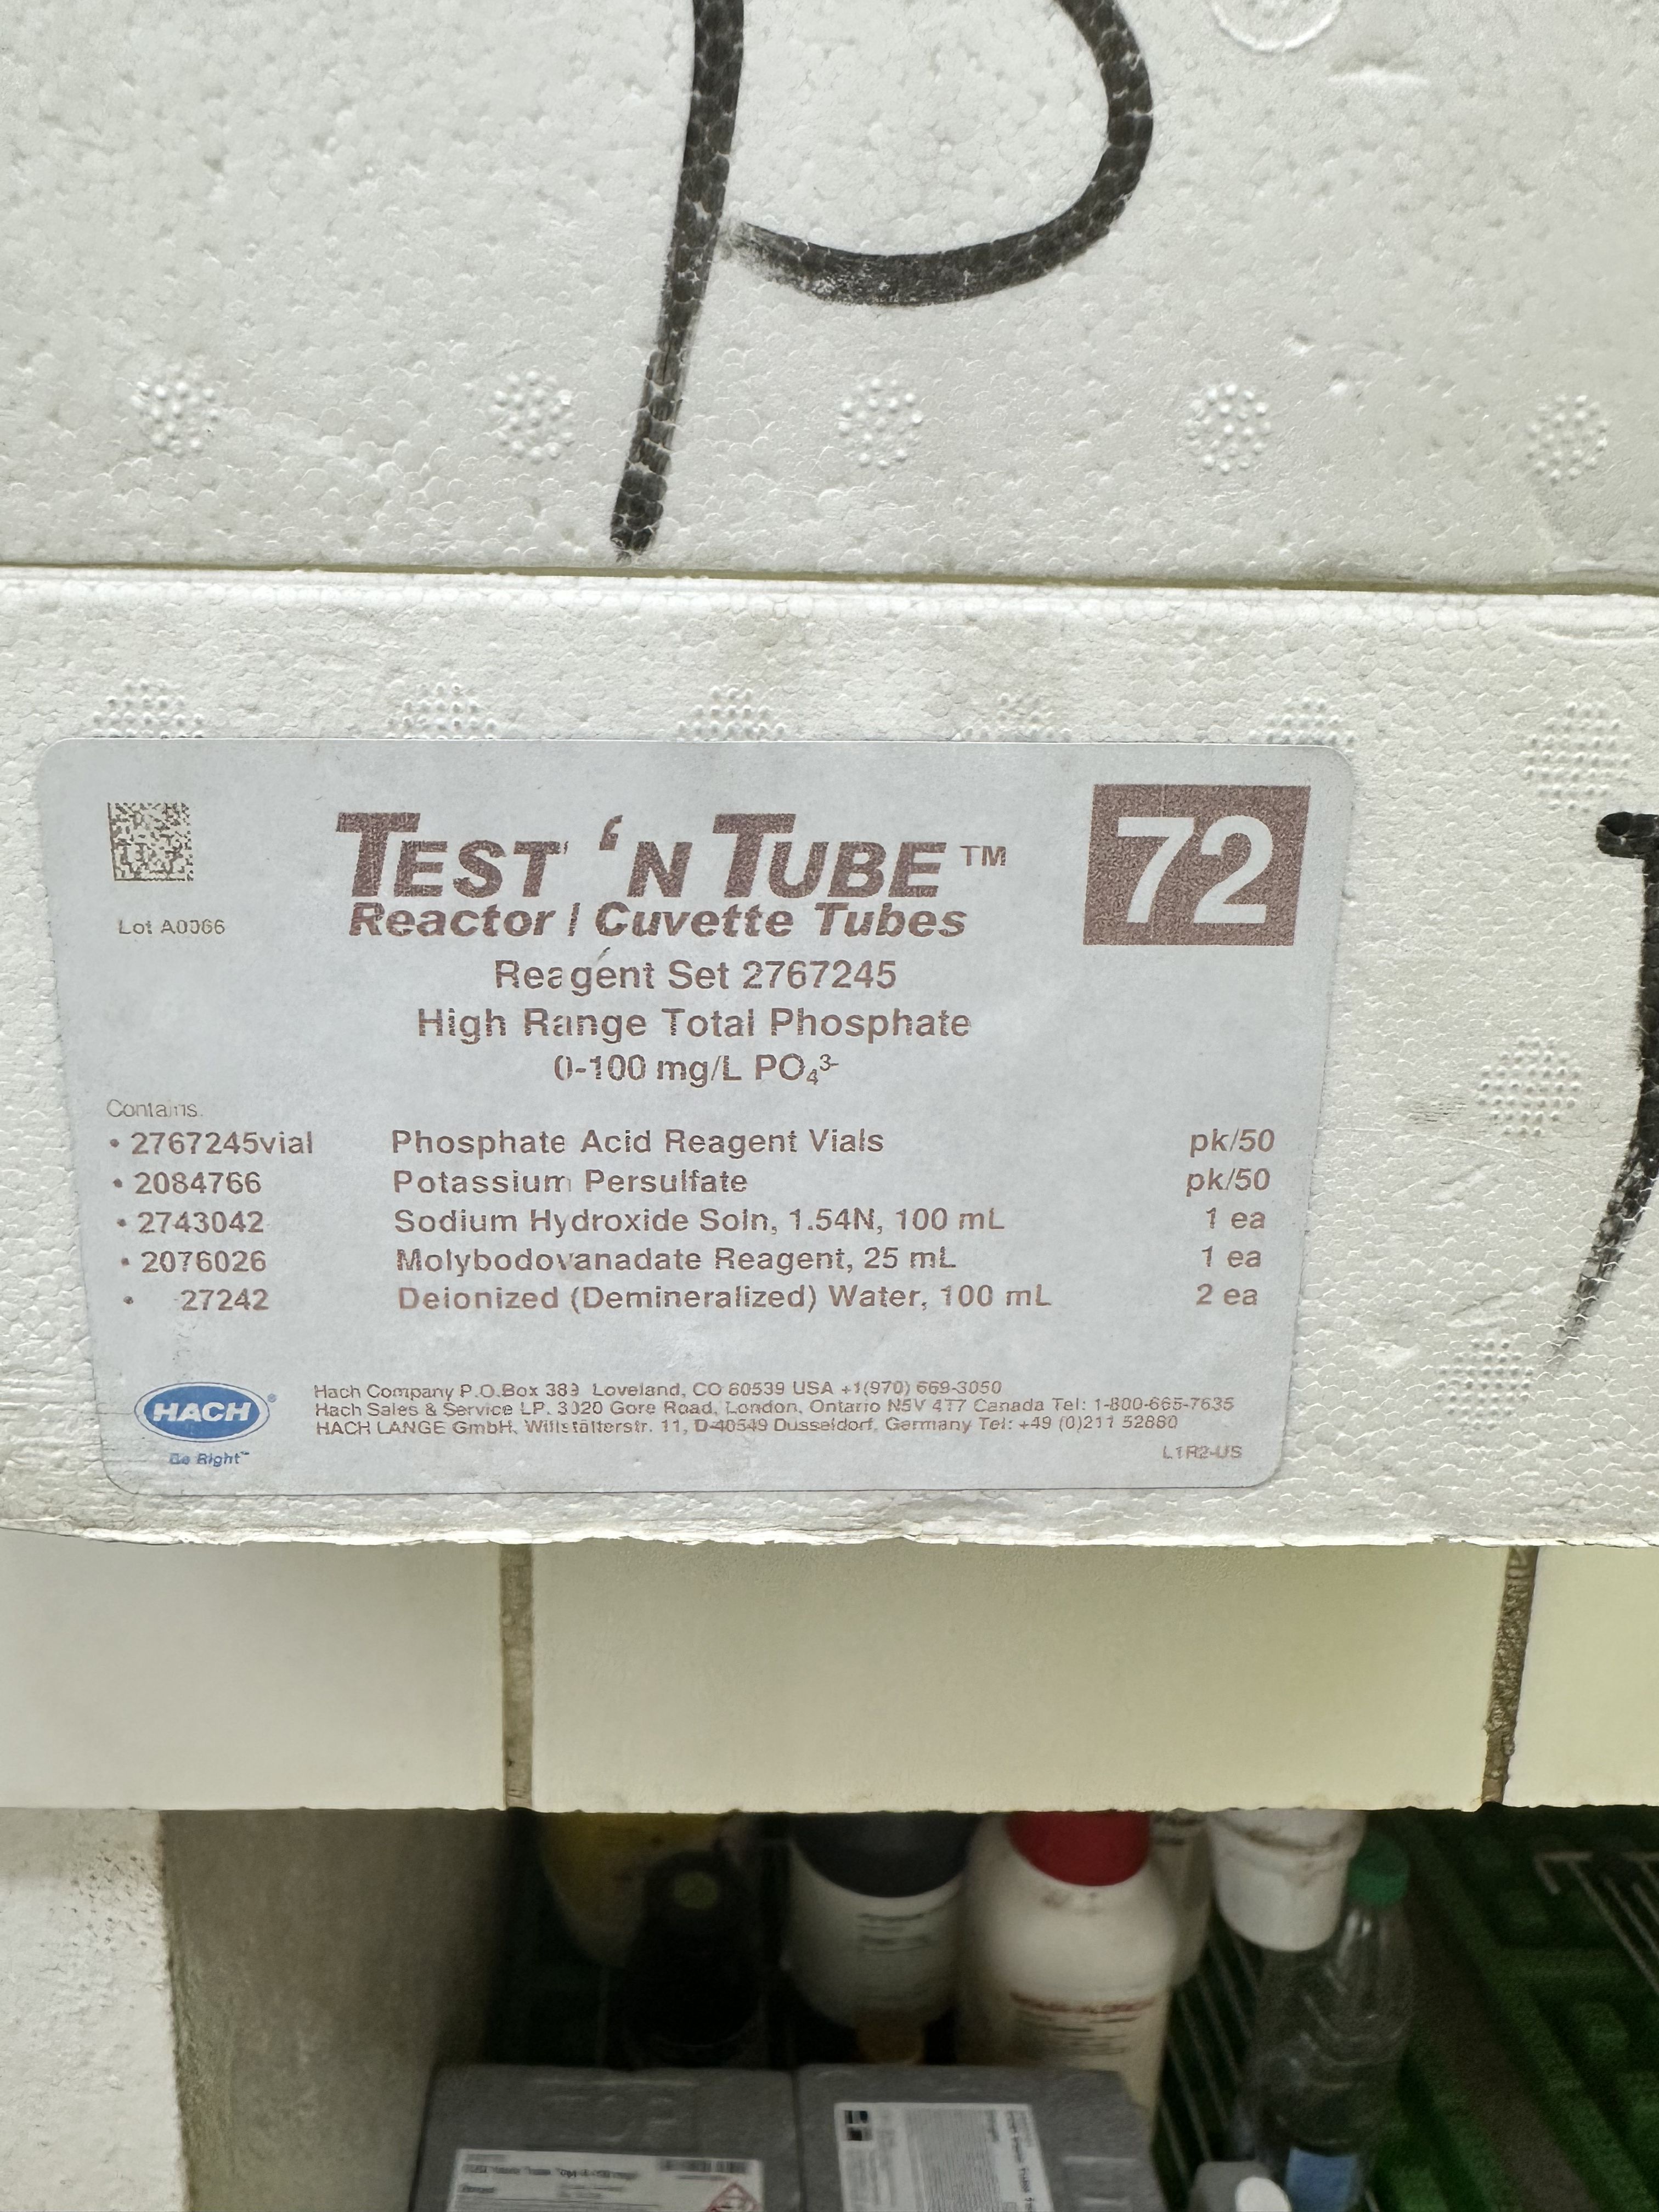 P
Lot A0066
TEST 'N TUBE™
72
Reactor / Cuvette Tubes
Reagent Set 2767245
High Range Total Phosphate
0-100 mg/L PO₄³⁻
Contains:
• 2767245vial Phosphate Acid Reagent Vials pk/50
• 2084766 Potassium Persulfate pk/50
• 2743042 Sodium Hydroxide Soln, 1.54N, 100 mL 1 ea
• 2076026 Molybodovanadate Reagent, 25 mL 1 ea
• 27242 Deionized (Demineralized) Water, 100 mL 2 ea
HACH®
Be Right™
Hach Company P.O.Box 389 Loveland, CO 80539 USA +1(970) 669-3050
Hach Sales & Service LP. 3020 Gore Road, London, Ontario N5V 4T7 Canada Tel: 1-800-665-7635
HACH LANGE GmbH, Willstätterstr. 11, D-40549 Dusseldorf, Germany Tel: +49 (0)211 52880
L1R2-US